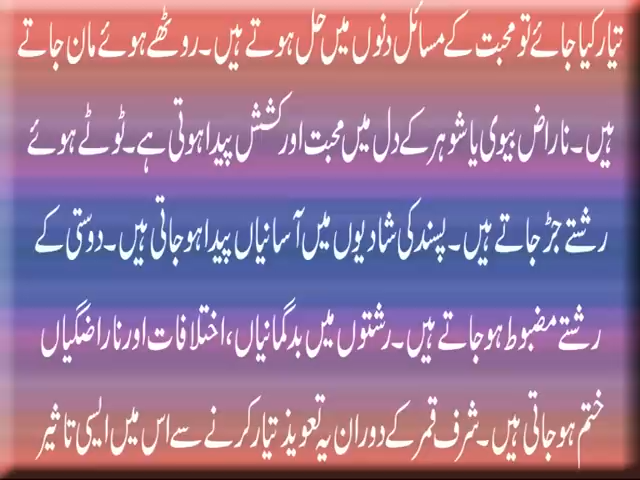 تیار کیا جائے تو محبت کے مسائل دنوں میں حل ہوتے ہیں۔ روٹھے ہوئے مان جاتے
ہیں۔ ناراض بیوی یا شوہر کے دل میں محبت اور کشش پیدا ہوتی ہے۔ ٹوٹے ہوئے
رشتے جڑ جاتے ہیں۔ پسند کی شادیوں میں آسانیاں پیدا ہو جاتی ہیں۔ دوستی کے
رشتے مضبوط ہو جاتے ہیں۔ رشتوں میں بدگمانیاں، اختلافات اور ناراضگیاں
ختم ہو جاتی ہیں۔ شرف قمر کے دوران یہ تعویذ تیار کرنے سے اس میں ایسی تاثیر